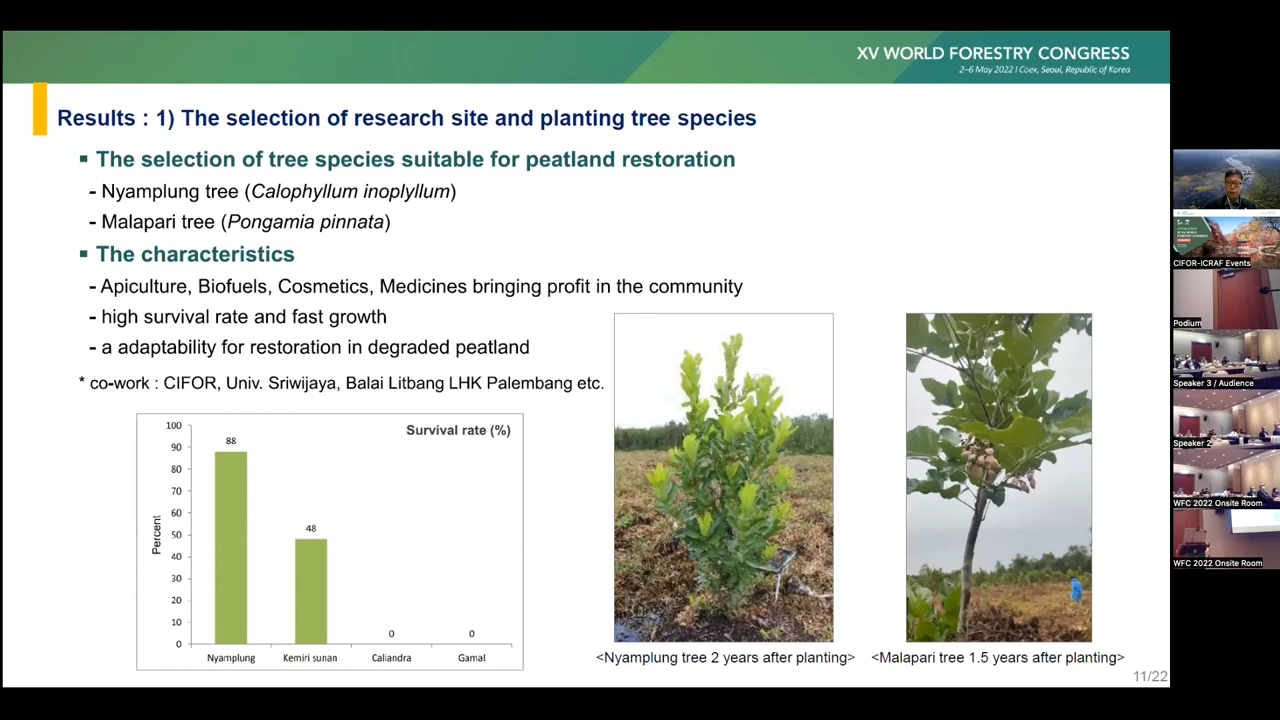 XV WORLD FORESTRY CONGRESS
2–6 May 2022 I Coex, Seoul, Republic of Korea
Results : 1) The selection of research site and planting tree species
▪ The selection of tree species suitable for peatland restoration
- Nyamplung tree (Calophyllum inoplyllum)
- Malapari tree (Pongamia pinnata)
▪ The characteristics
- Apiculture, Biofuels, Cosmetics, Medicines bringing profit in the community
- high survival rate and fast growth
- a adaptability for restoration in degraded peatland
* co-work : CIFOR, Univ. Sriwijaya, Balai Litbang LHK Palembang etc.
Survival rate (%)
Percent
100
90
80
70
60
50
40
30
20
10
0
88
48
0
0
Nyamplung
Kemiri sunan
Caliandra
Gamal
<Nyamplung tree 2 years after planting>
<Malapari tree 1.5 years after planting>
11/22
CIFOR-ICRAF Events
Podium
Speaker 3 / Audience
Speaker 2
WFC 2022 Onsite Room
WFC 2022 Onsite Room